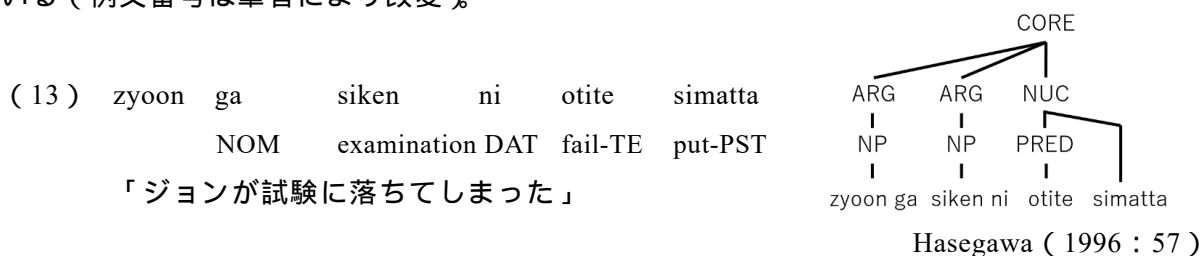 いる(例文番号は筆者により改変)。
CORE
(13) zyoon ga siken ni otite simatta
ARG ARG NUC
NOM examination DAT fail-TE put-PST
NP NP PRED
「ジョンが試験に落ちてしまった」
zyoon ga siken ni otite simatta
Hasegawa(1996:57)